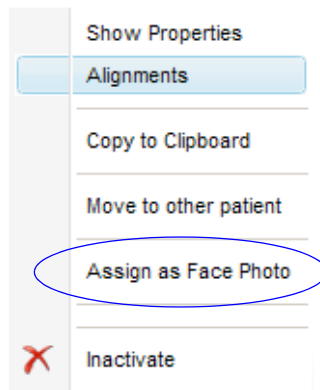 Show Properties
Alignments
Copy to Clipboard
Move to other patient
Assign as Face Photo
Inactivate